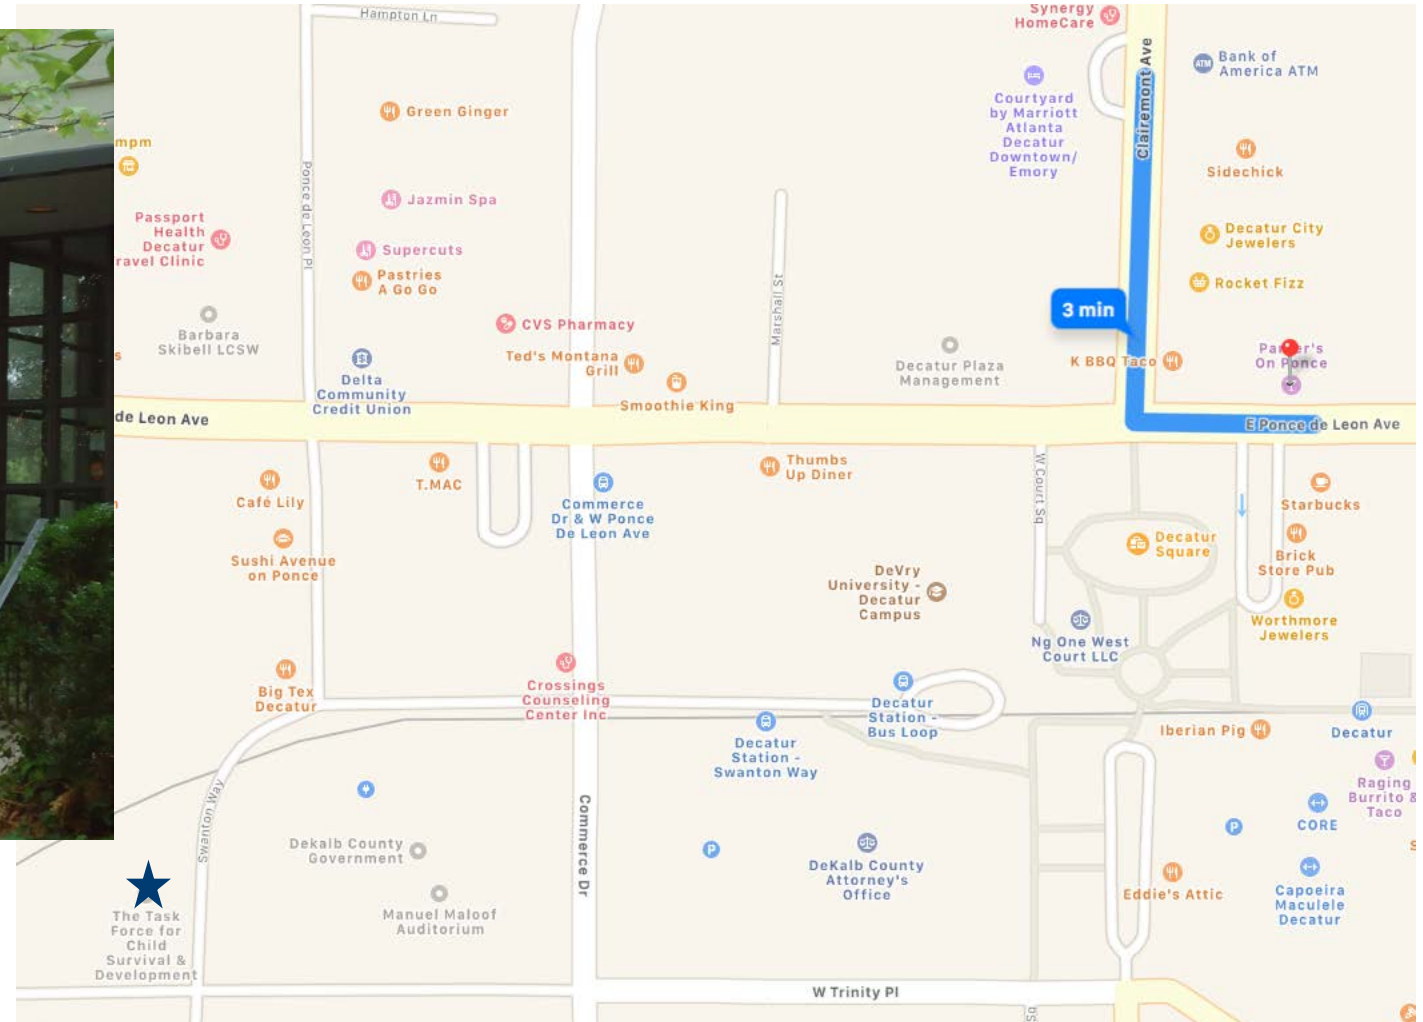 Hampton Ln
Synergy
HomeCare
Clairemont Ave
Bank of
America ATM
ATM
Green Ginger
Courtyard
by Marriott
Atlanta
Decatur
Downtown/
Emory
mpm
Sidechick
Ponce de Leon Pl
Jazmin Spa
Passport
Health
Decatur
ravel Clinic
Decatur City
Jewelers
Supercuts
Pastries
A Go Go
Rocket Fizz
Marshall St
3 min
Barbara
Skibell LCSW
CVS Pharmacy
s
Ted's Montana
Grill
Delta
Community
Credit Union
Decatur Plaza
Management
K BBQ Taco
On Ponce
Smoothie King
de Leon Ave
E Ponce de Leon Ave
T.MAC
Thumbs
Up Diner
W Court Sq
Café Lily
Commerce
Dr & W Ponce
De Leon Ave
Starbucks
Sushi Avenue
on Ponce
Decatur
Square
Brick
Store Pub
DeVry
University -
Decatur
Campus
Worthmore
Jewelers
Ng One West
Court LLC
Big Tex
Decatur
Crossings
Counseling
Center Inc
Decatur
Station -
Bus Loop
Decatur
Station -
Swanton Way
Iberian Pig
Decatur
Raging
Burrito &
Taco
Swanton Way
Commerce Dr
P
P
CORE
Dekalb County
Government
DeKalb County
Attorney's
Office
Eddie's Attic
Capoeira
Maculele
Decatur
Manuel Maloof
Auditorium
The Task
Force for
Child
Survival &
Development
W Trinity Pl